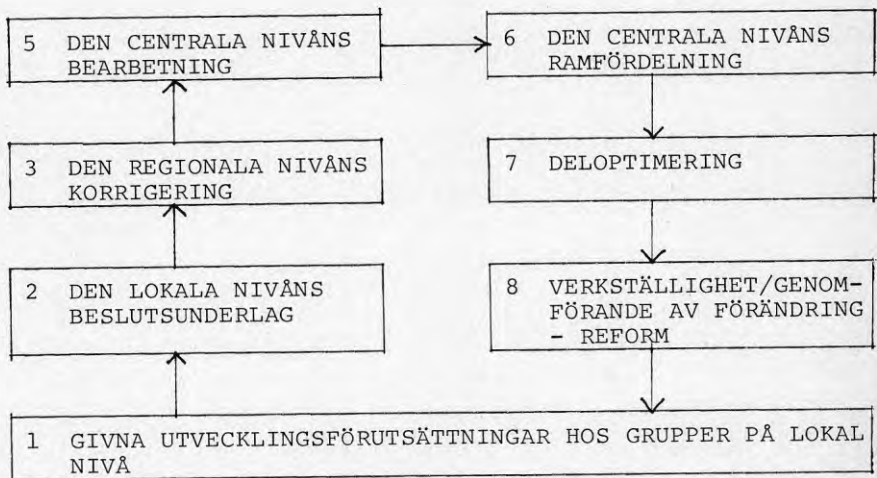 5 DEN CENTRALA NIVÅNS
BEARBETNING
6 DEN CENTRALA NIVÅNS
RAMFÖRDELNING
3 DEN REGIONALA NIVÅNS
KORRIGERING
7 DELOPTIMERING
2 DEN LOKALA NIVÅNS
BESLUTSUNDERLAG
8 VERKSTÄLLIGHET/GENOM-
FÖRANDE AV FÖRÄNDRING
- REFORM
1 GIVNA UTVECKLINGSFÖRUTSÄTTNINGAR HOS GRUPPER PÅ LOKAL
NIVÅ